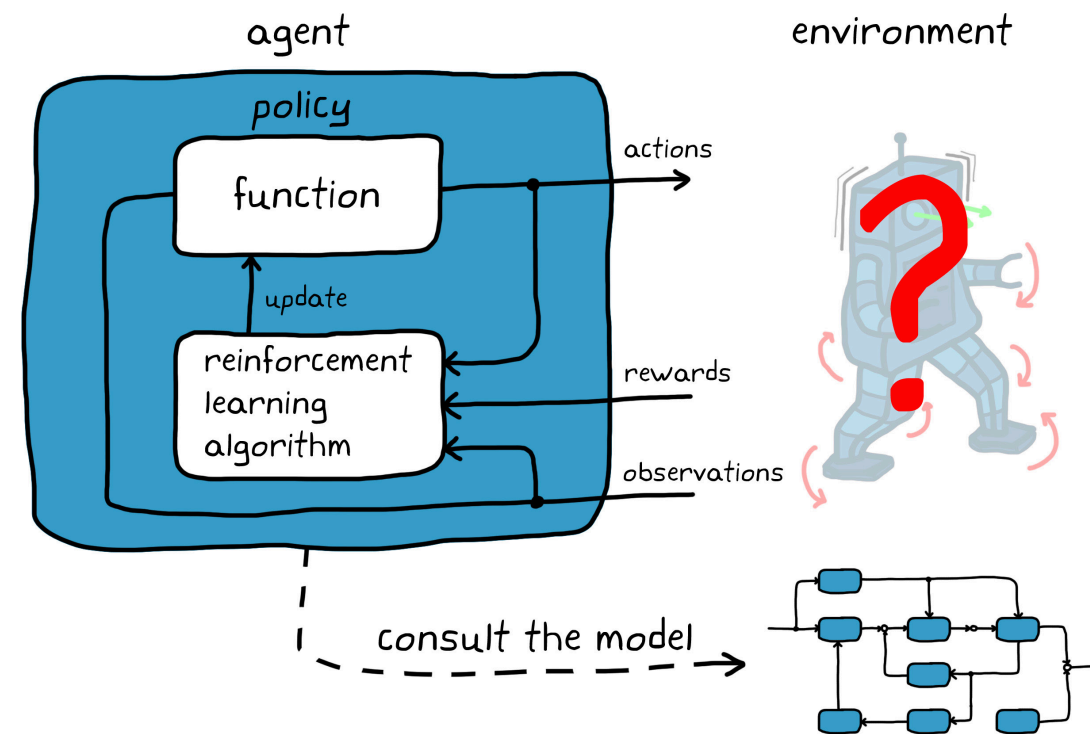 agent
environment
policy
function
actions
update
reinforcement
learning
algorithm
rewards
observations
consult the model
?